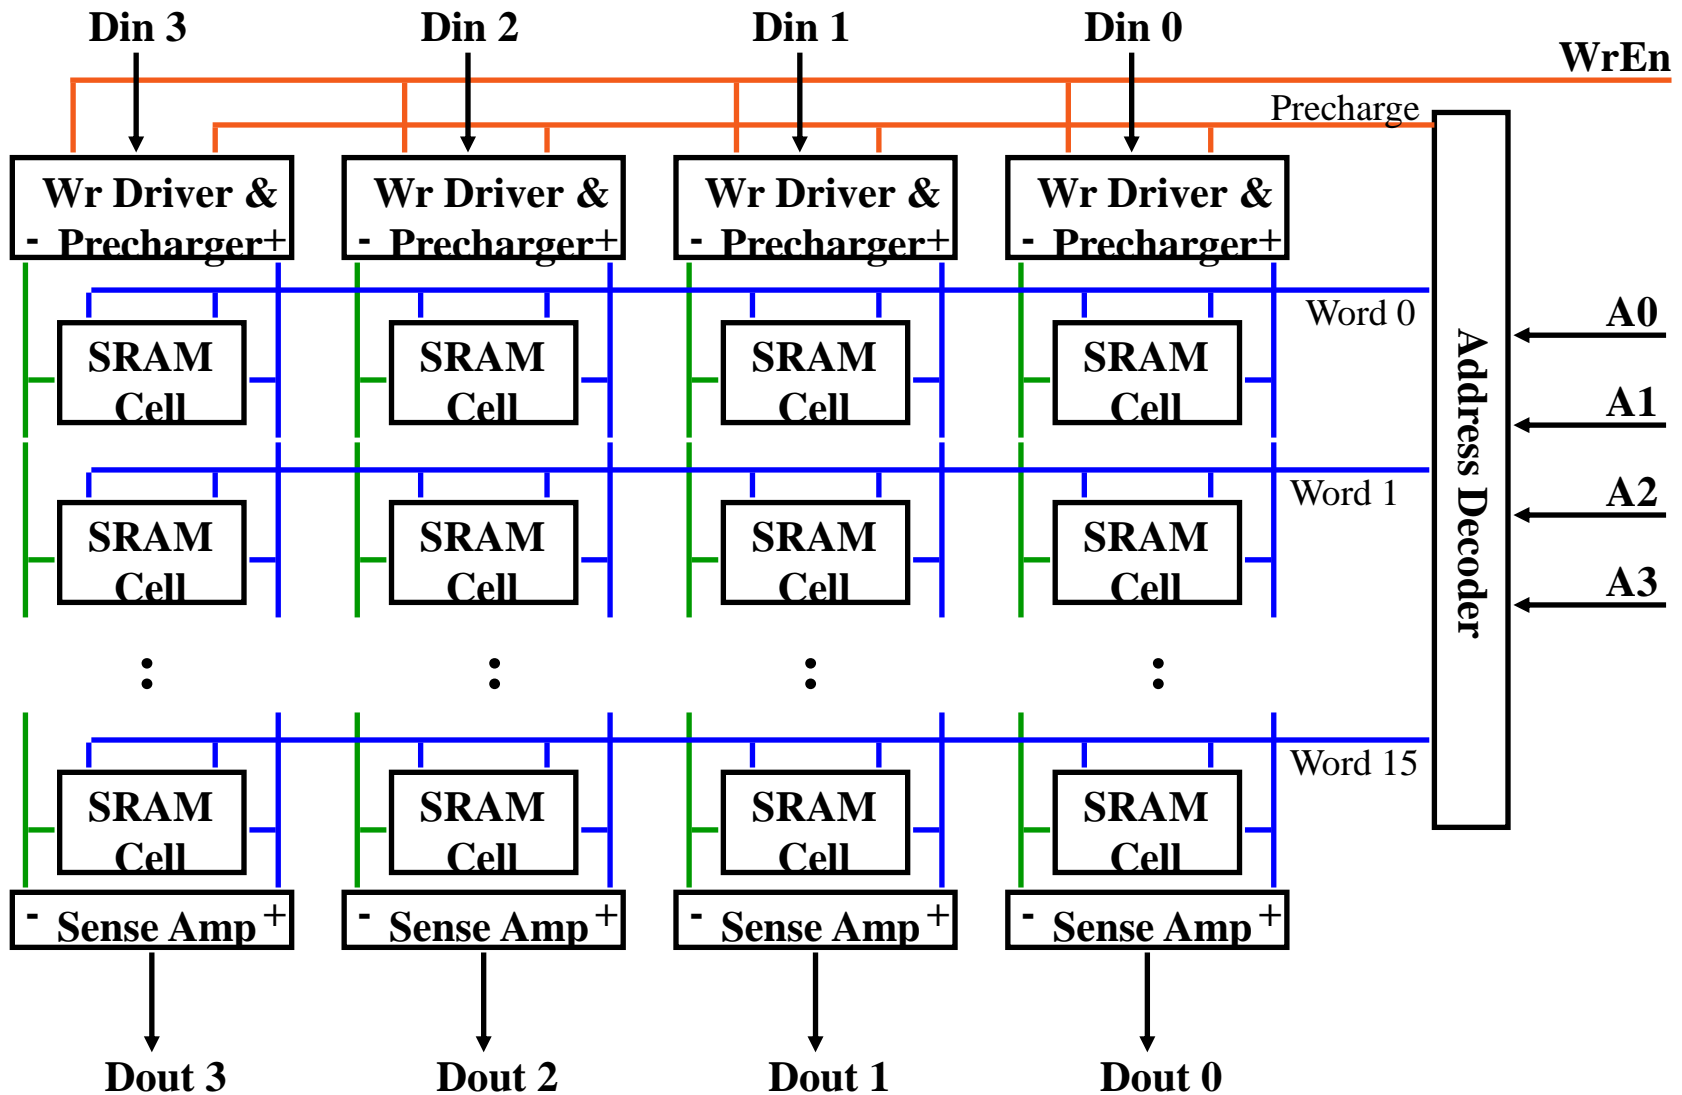 Din 3
Din 2
Din 1
Din 0
WrEn
Precharge
Wr Driver &
- Precharger+
Wr Driver &
- Precharger+
Wr Driver &
- Precharger+
Wr Driver &
- Precharger+
Word 0
SRAM
Cell
SRAM
Cell
SRAM
Cell
SRAM
Cell
Word 1
SRAM
Cell
SRAM
Cell
SRAM
Cell
SRAM
Cell
:
:
:
:
Word 15
SRAM
Cell
SRAM
Cell
SRAM
Cell
SRAM
Cell
- Sense Amp +
- Sense Amp +
- Sense Amp +
- Sense Amp +
Dout 3
Dout 2
Dout 1
Dout 0
Address Decoder
A0
A1
A2
A3